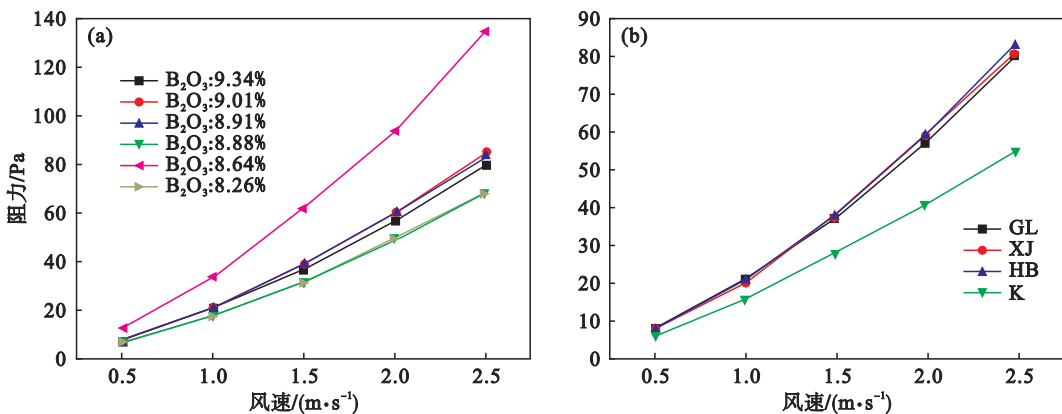 (a)
140
120
100
80
60
40
20
0
阻力/Pa
B₂O₃:9.34%
B₂O₃:9.01%
B₂O₃:8.91%
B₂O₃:8.88%
B₂O₃:8.64%
B₂O₃:8.26%
0.5 1.0 1.5 2.0 2.5
风速/(m·s⁻¹)
(b)
90
80
70
60
50
40
30
20
10
0
GL
XJ
HB
K
0.5 1.0 1.5 2.0 2.5
风速/(m·s⁻¹)